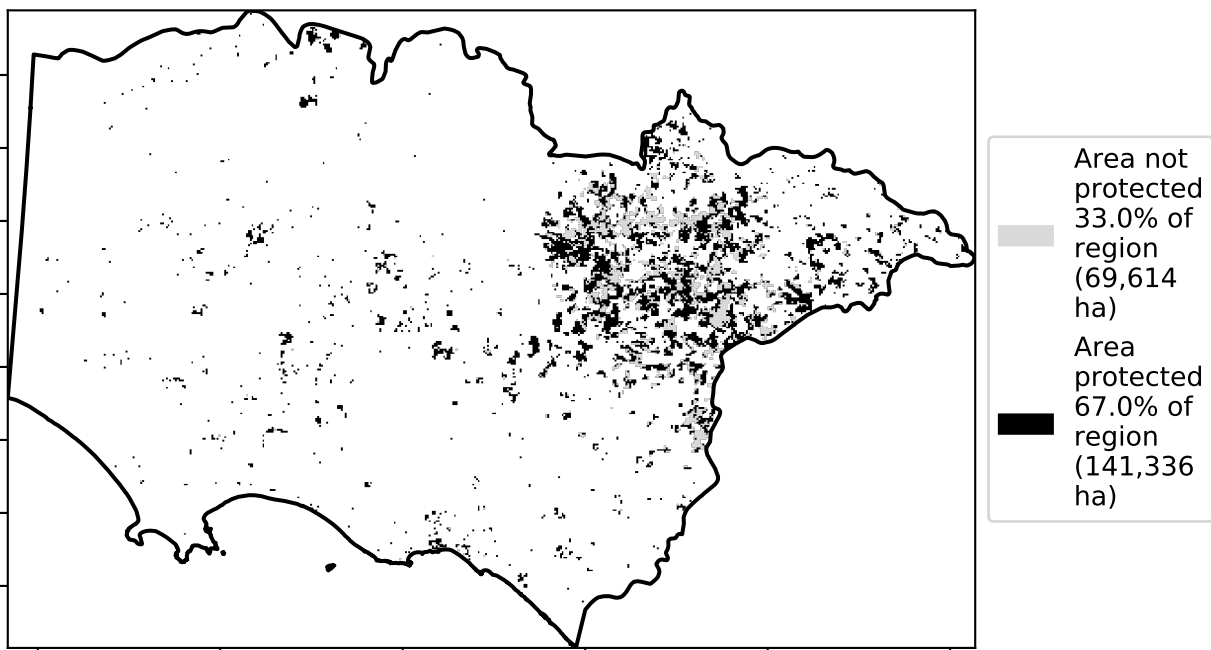 Area not
protected
33.0% of
region
(69,614
ha)
Area
protected
67.0% of
region
(141,336
ha)